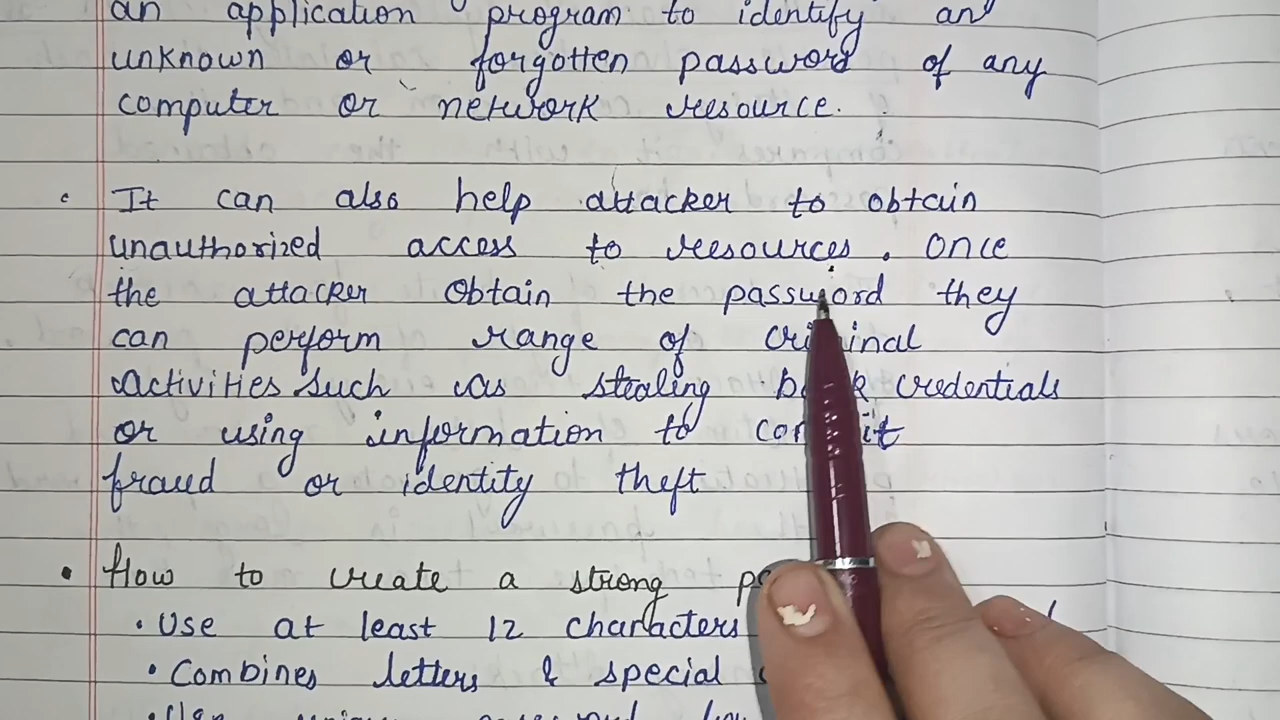 an application program to identify an
unknown or forgotten password of any
computer or network resource.
• It can also help attacker to obtain
unauthorized access to resources. Once
the attacker obtain the password they
can perform range of criminal
activities such as stealing bank credentials
or using information to commit
fraud or identity theft
• How to create a strong
• Use at least 12 characters
• Combines letters & special